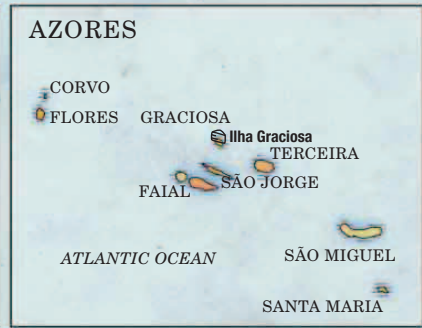 AZORES
CORVO
FLORES
GRACIOSA
Ilha Graciosa
TERCEIRA
SÃO JORGE
FAIAL
ATLANTIC OCEAN
SÃO MIGUEL
SANTA MARIA